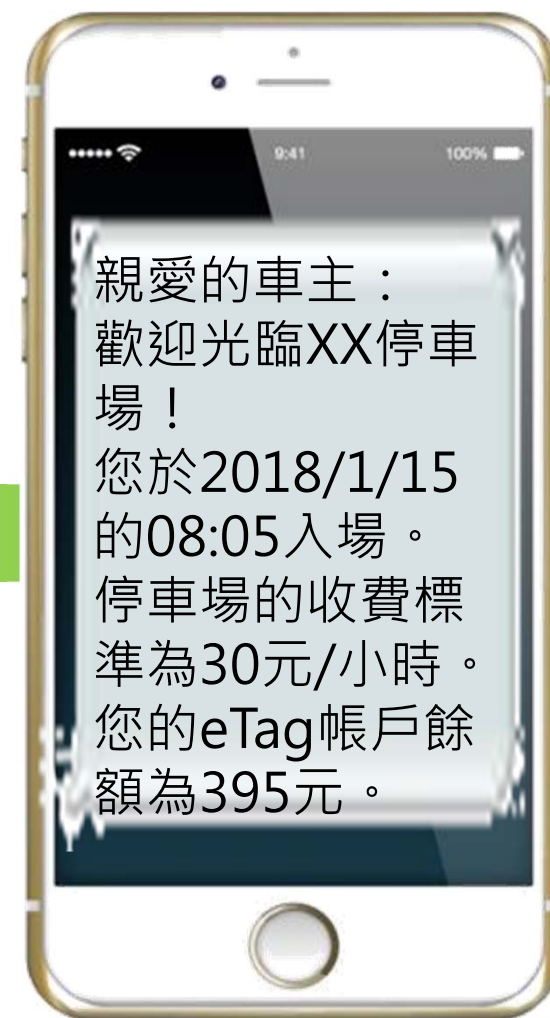 9:41
100%
親愛的車主：
歡迎光臨XX停車
場！
您於2018/1/15
的08:05入場。
停車場的收費標
準為30元/小時。
您的eTag帳戶餘
額為395元。